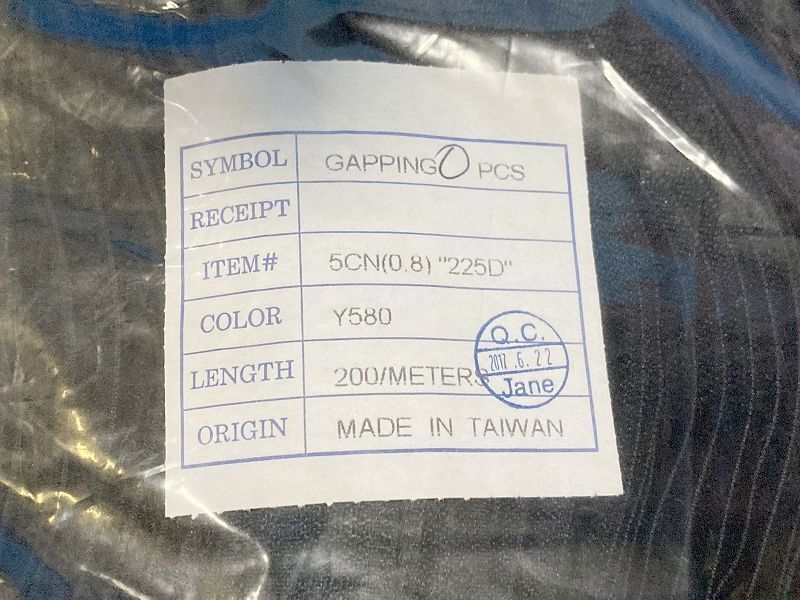 SYMBOL GAPPING 0 PCS
RECEIPT
ITEM# 5CN(0.8) "225D"
COLOR Y580
LENGTH 200/METERS
ORIGIN MADE IN TAIWAN
Q.C.
2017.6.22
Jane